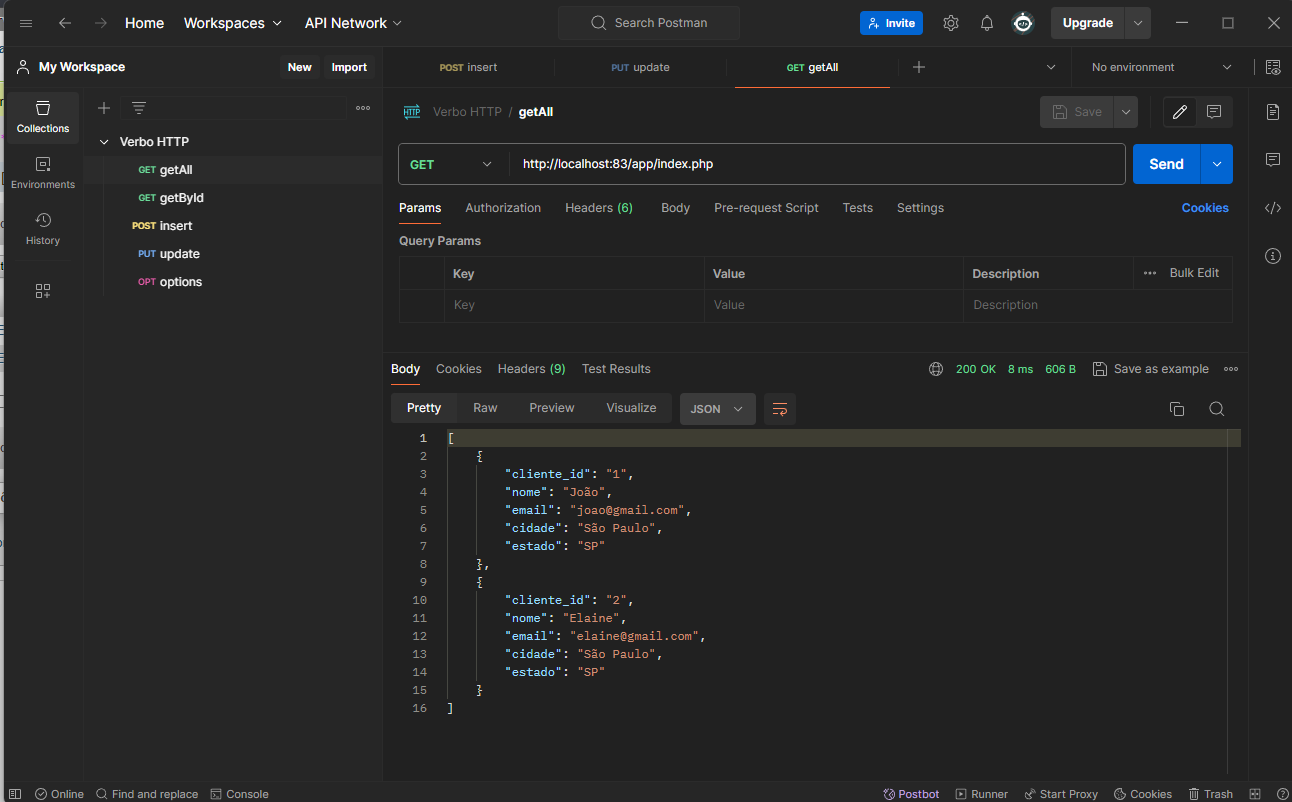 Home Workspaces API Network Search Postman Invite Upgrade
My Workspace New Import POST insert PUT update GET getAll No environment
Collections
Environments
History
Verbo HTTP
GET getAll
GET getById
POST insert
PUT update
OPT options
HTTP Verbo HTTP / getAll Save
GET http://localhost:83/app/index.php Send
Params Authorization Headers (6) Body Pre-request Script Tests Settings Cookies
Query Params
Key Value Description Bulk Edit
Key Value Description
Body Cookies Headers (9) Test Results 200 OK 8 ms 606 B Save as example
Pretty Raw Preview Visualize JSON
1 [
2 {
3 "cliente_id": "1",
4 "nome": "João",
5 "email": "joao@gmail.com",
6 "cidade": "São Paulo",
7 "estado": "SP"
8 },
9 {
10 "cliente_id": "2",
11 "nome": "Elaine",
12 "email": "elaine@gmail.com",
13 "cidade": "São Paulo",
14 "estado": "SP"
15 }
16 ]
Online Find and replace Console Postbot Runner Start Proxy Cookies Trash